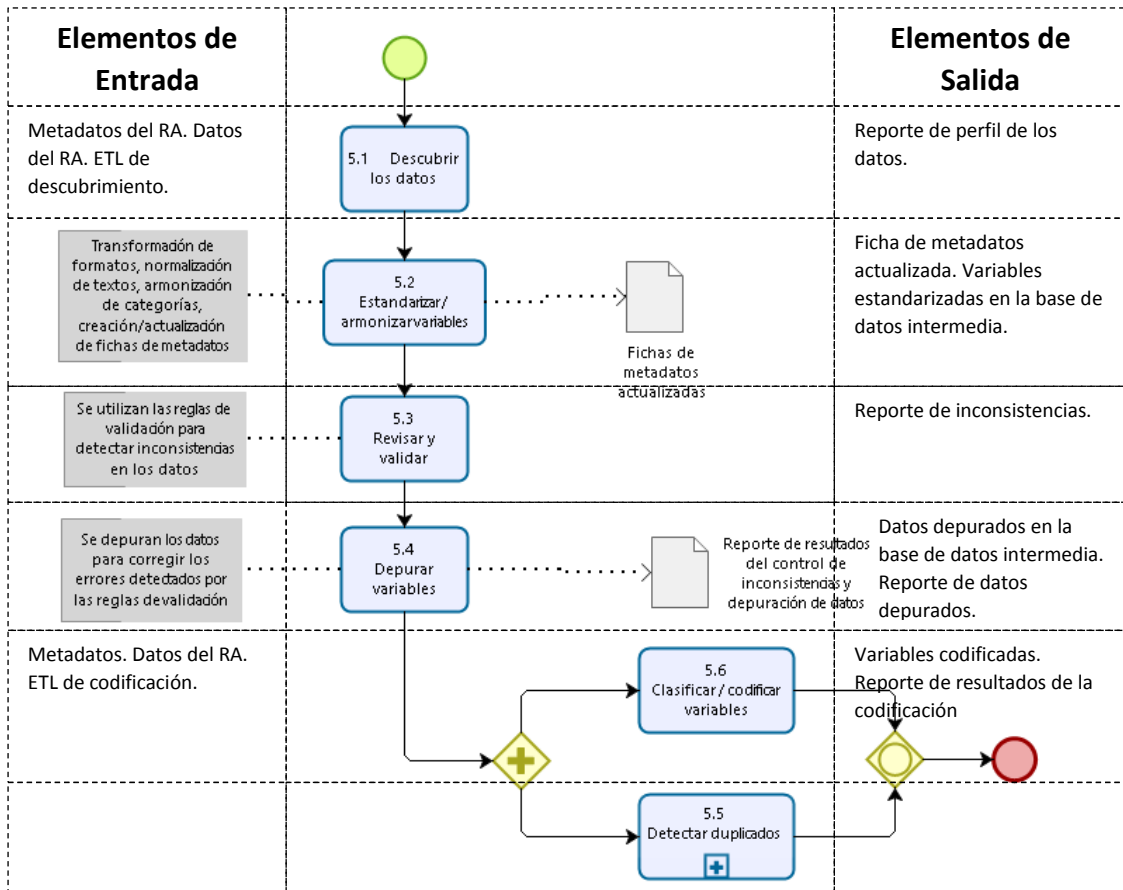 Elementos de
Entrada
Elementos de
Salida
Metadatos del RA. Datos
del RA. ETL de
descubrimiento.
5.1 Descubrir
los datos
Reporte de perfil de los
datos.
Transformación de
formatos, normalización
de textos, armonización
de categorías,
creación/actualización
de fichas de metadatos
5.2
Estandarizar/
armonizar variables
Fichas de
metadatos
actualizadas
Ficha de metadatos
actualizada. Variables
estandarizadas en la base de
datos intermedia.
Se utilizan las reglas de
validación para
detectar inconsistencias
en los datos
5.3
Revisar y
validar
Reporte de inconsistencias.
Se depuran los datos
para corregir los
errores detectados por
las reglas de validación
5.4
Depurar
variables
Reporte de resultados
del control de
inconsistencias y
depuración de datos
Datos depurados en la
base de datos intermedia.
Reporte de datos
depurados.
Metadatos. Datos del RA.
ETL de codificación.
5.6
Clasificar / codificar
variables
Variables codificadas.
Reporte de resultados de la
codificación
5.5
Detectar duplicados